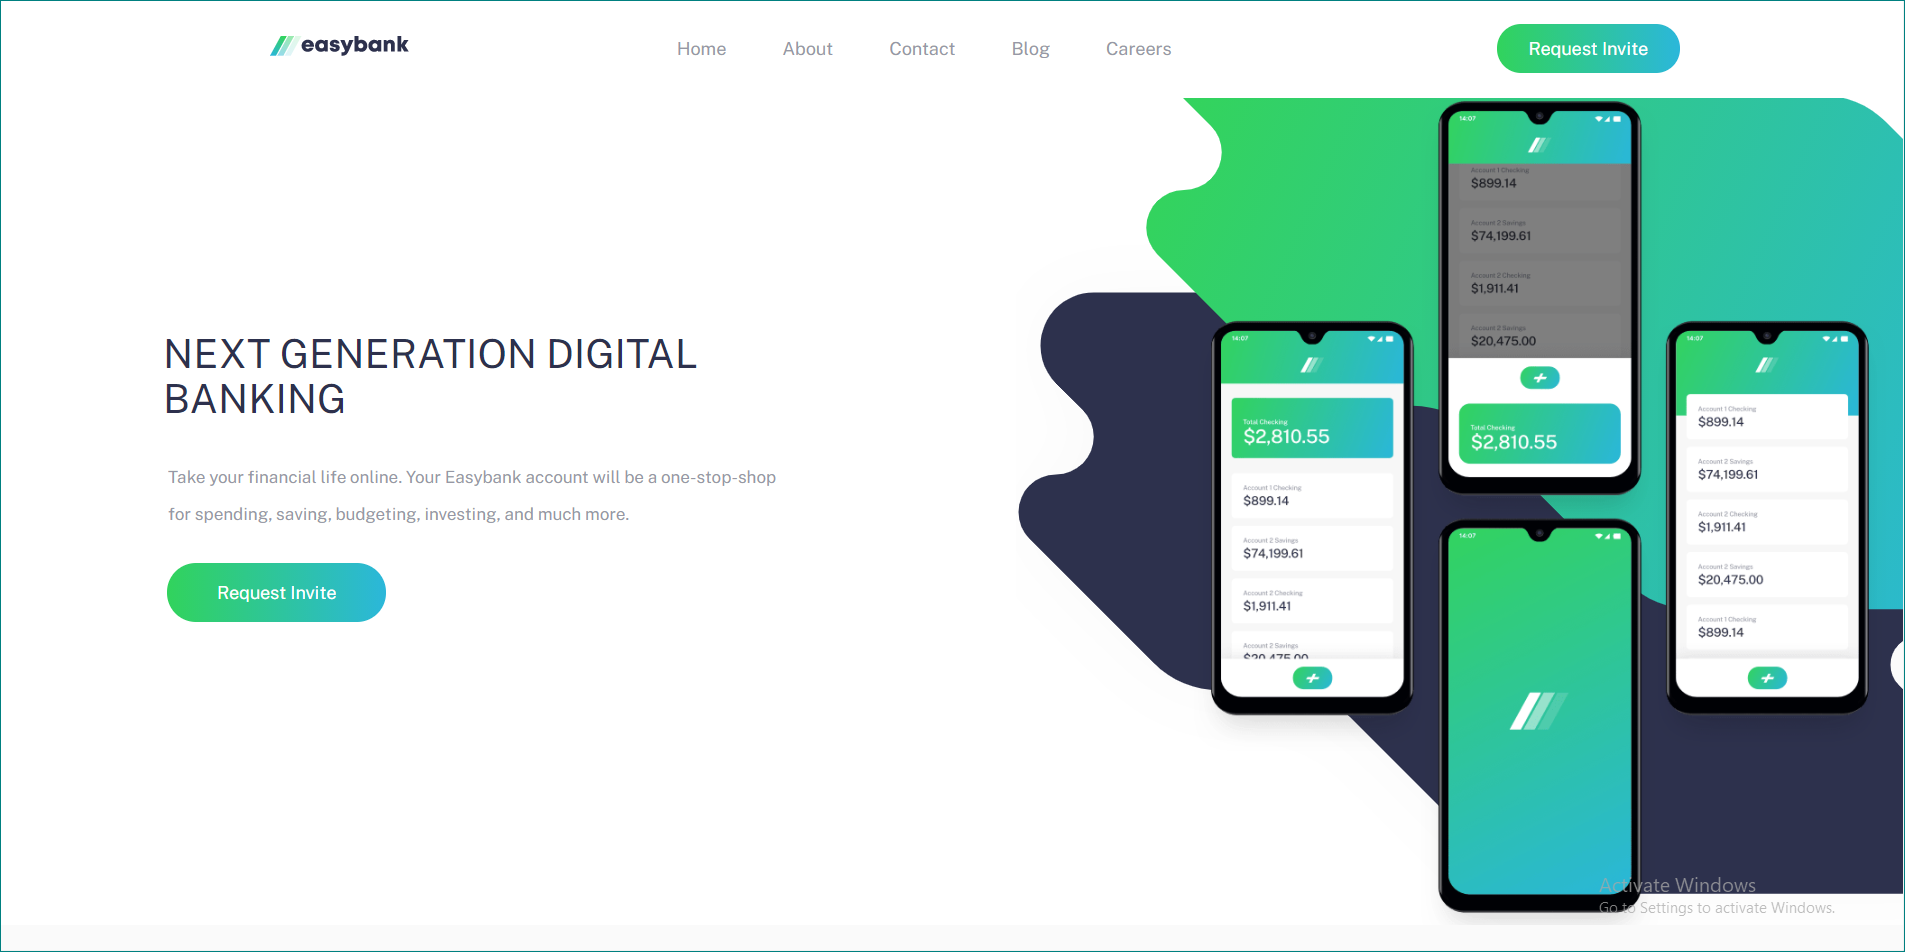 easybank
Home
About
Contact
Blog
Careers
Request Invite
NEXT GENERATION DIGITAL
BANKING
Take your financial life online. Your Easybank account will be a one-stop-shop
for spending, saving, budgeting, investing, and much more.
Request Invite
14:07
Account 1 Checking
$899.14
Account 2 Savings
$74,199.61
Account 2 Checking
$1,911.41
Account 2 Savings
$20,475.00
Total Checking
$2,810.55
14:07
Total Checking
$2,810.55
Account 1 Checking
$899.14
Account 2 Savings
$74,199.61
Account 2 Checking
$1,911.41
Account 2 Savings
$20,475.00
14:07
Account 1 Checking
$899.14
Account 2 Savings
$74,199.61
Account 2 Checking
$1,911.41
Account 2 Savings
$20,475.00
Account 1 Checking
$899.14
14:07
Activate Windows
Go to Settings to activate Windows.